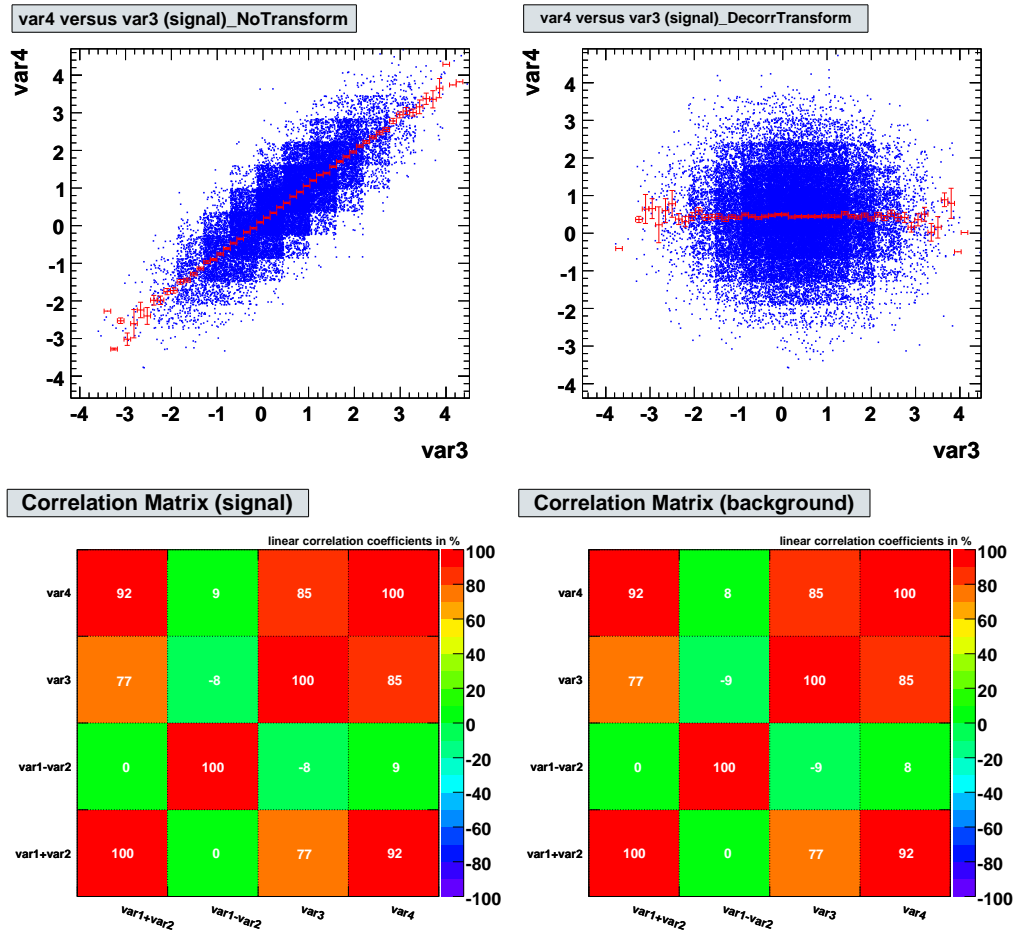 var4 versus var3 (signal)_NoTransform
var4
4
3
2
1
0
-1
-2
-3
-4
-4 -3 -2 -1 0 1 2 3 4
var3
var4 versus var3 (signal)_DecorrTransform
var4
4
3
2
1
0
-1
-2
-3
-4
-4 -3 -2 -1 0 1 2 3 4
var3
Correlation Matrix (signal)
linear correlation coefficients in %
var4 92 9 85 100
var3 77 -8 100 85
var1-var2 0 100 -8 9
var1+var2 100 0 77 92
var1+var2 var1-var2 var3 var4
100
80
60
40
20
0
-20
-40
-60
-80
-100
Correlation Matrix (background)
linear correlation coefficients in %
var4 92 8 85 100
var3 77 -9 100 85
var1-var2 0 100 -9 8
var1+var2 100 0 77 92
var1+var2 var1-var2 var3 var4
100
80
60
40
20
0
-20
-40
-60
-80
-100